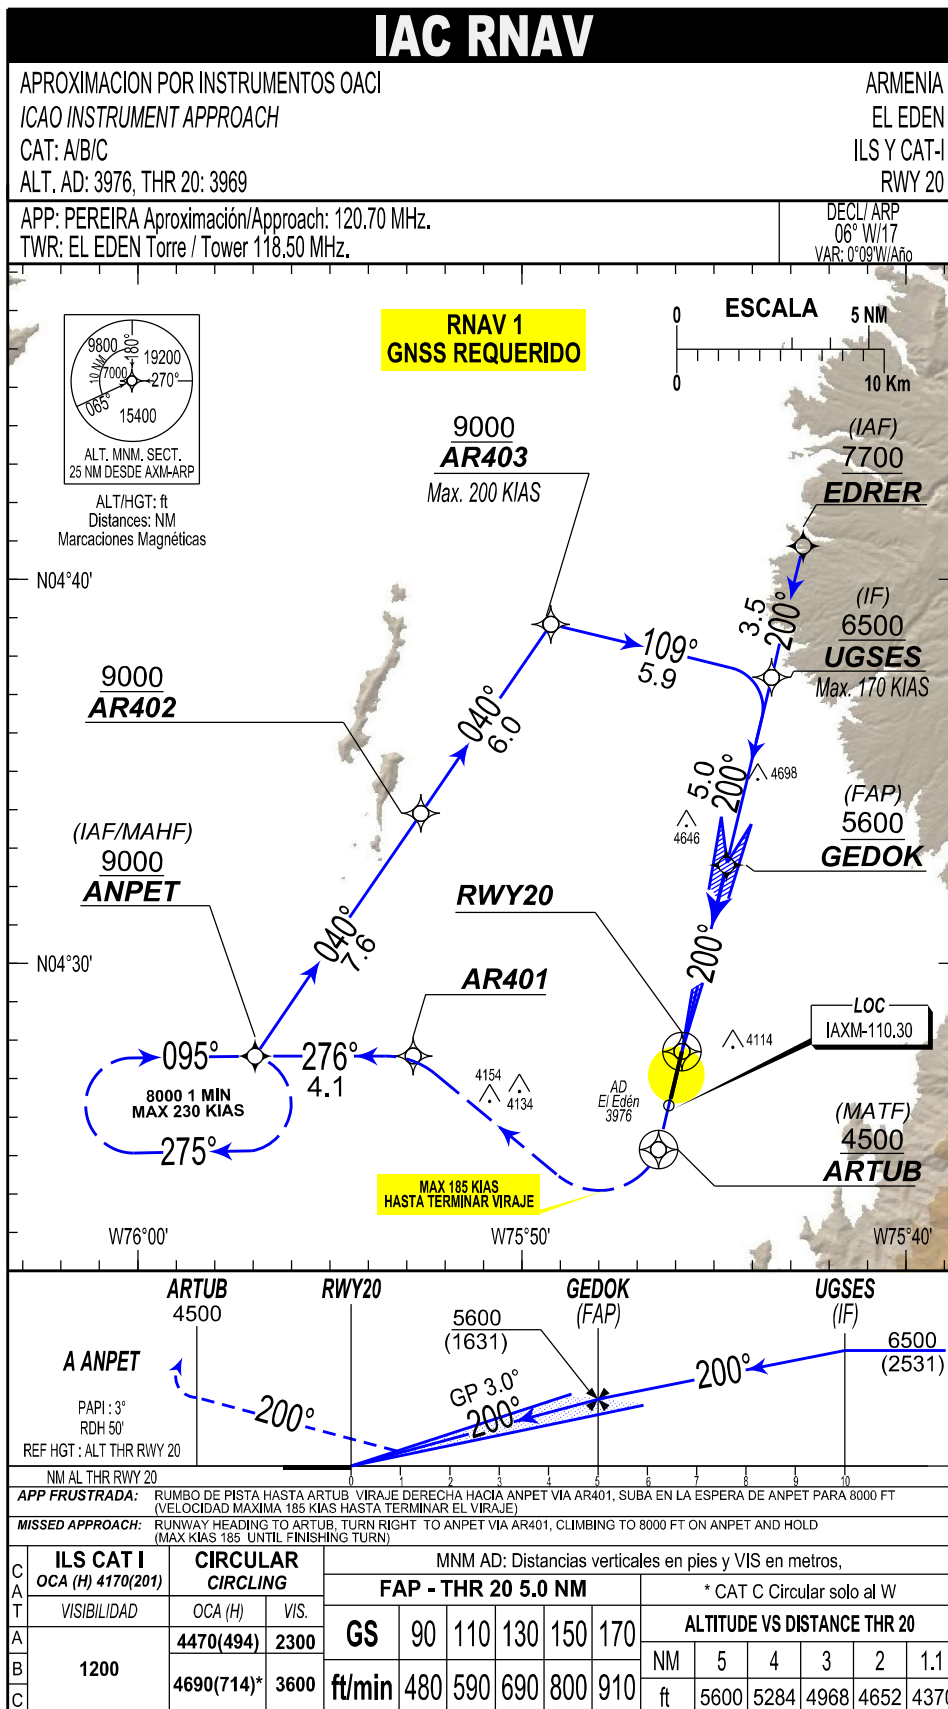 IAC RNAV
APROXIMACION POR INSTRUMENTOS OACI
ICAO INSTRUMENT APPROACH
CAT: A/B/C
ALT. AD: 3976, THR 20: 3969
ARMENIA
EL EDEN
ILS Y CAT-I
RWY 20
APP: PEREIRA Aproximación/Approach: 120.70 MHz.
TWR: EL EDEN Torre / Tower 118.50 MHz.
DECL/ ARP
06° W/17
VAR: 0°09'W/Año
RNAV 1
GNSS REQUERIDO
ESCALA
0
5 NM
0
10 Km
9800
180°
19200
10 NM
7000
270°
065°
15400
ALT. MNM. SECT.
25 NM DESDE AXM-ARP
ALT/HGT: ft
Distances: NM
Marcaciones Magnéticas
9000
AR403
Max. 200 KIAS
(IAF)
7700
EDRER
N04°40'
3.5
200°
(IF)
6500
UGSES
Max. 170 KIAS
109°
5.9
9000
AR402
040°
6.0
5.0
200°
4698
4646
(FAP)
5600
GEDOK
(IAF/MAHF)
9000
ANPET
RWY20
040°
7.6
200°
N04°30'
AR401
LOC
IAXM-110.30
095°
276°
4.1
4114
8000 1 MIN
MAX 230 KIAS
4154
4134
AD
El Edén
3976
275°
(MATF)
4500
ARTUB
MAX 185 KIAS
HASTA TERMINAR VIRAJE
W76°00'
W75°50'
W75°40'
ARTUB
4500
RWY20
GEDOK
(FAP)
UGSES
(IF)
5600
(1631)
6500
(2531)
A ANPET
GP 3.0°
200°
200°
200°
PAPI : 3°
RDH 50'
REF HGT : ALT THR RWY 20
NM AL THR RWY 20
0 1 2 3 4 5 6 7 8 9 10
APP FRUSTRADA: RUMBO DE PISTA HASTA ARTUB VIRAJE DERECHA HACIA ANPET VIA AR401, SUBA EN LA ESPERA DE ANPET PARA 8000 FT
(VELOCIDAD MAXIMA 185 KIAS HASTA TERMINAR EL VIRAJE)
MISSED APPROACH: RUNWAY HEADING TO ARTUB, TURN RIGHT TO ANPET VIA AR401, CLIMBING TO 8000 FT ON ANPET AND HOLD
(MAX KIAS 185 UNTIL FINISHING TURN)
CAT
ILS CAT I
OCA (H) 4170(201)
CIRCULAR
CIRCLING
VISIBILIDAD
OCA (H)
VIS.
A
B
C
1200
4470(494) 2300
4690(714)* 3600
MNM AD: Distancias verticales en pies y VIS en metros,
FAP - THR 20 5.0 NM
GS 90 110 130 150 170
ft/min 480 590 690 800 910
* CAT C Circular solo al W
ALTITUDE VS DISTANCE THR 20
NM 5 4 3 2 1.1
ft 5600 5284 4968 4652 4370